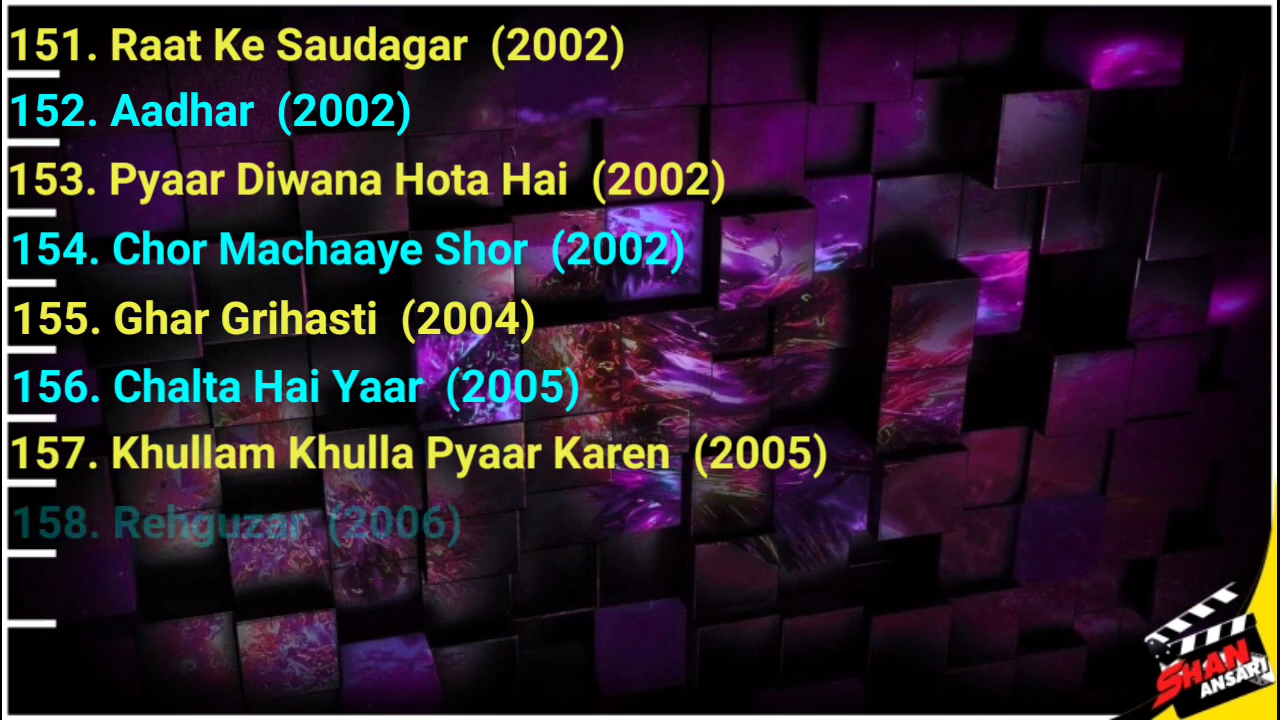 151. Raat Ke Saudagar (2002)
152. Aadhar (2002)
153. Pyaar Diwana Hota Hai (2002)
154. Chor Machaaye Shor (2002)
155. Ghar Grihasti (2004)
156. Chalta Hai Yaar (2005)
157. Khullam Khulla Pyaar Karen (2005)
158. Rehguzar (2006)
SHAN
ANSARI